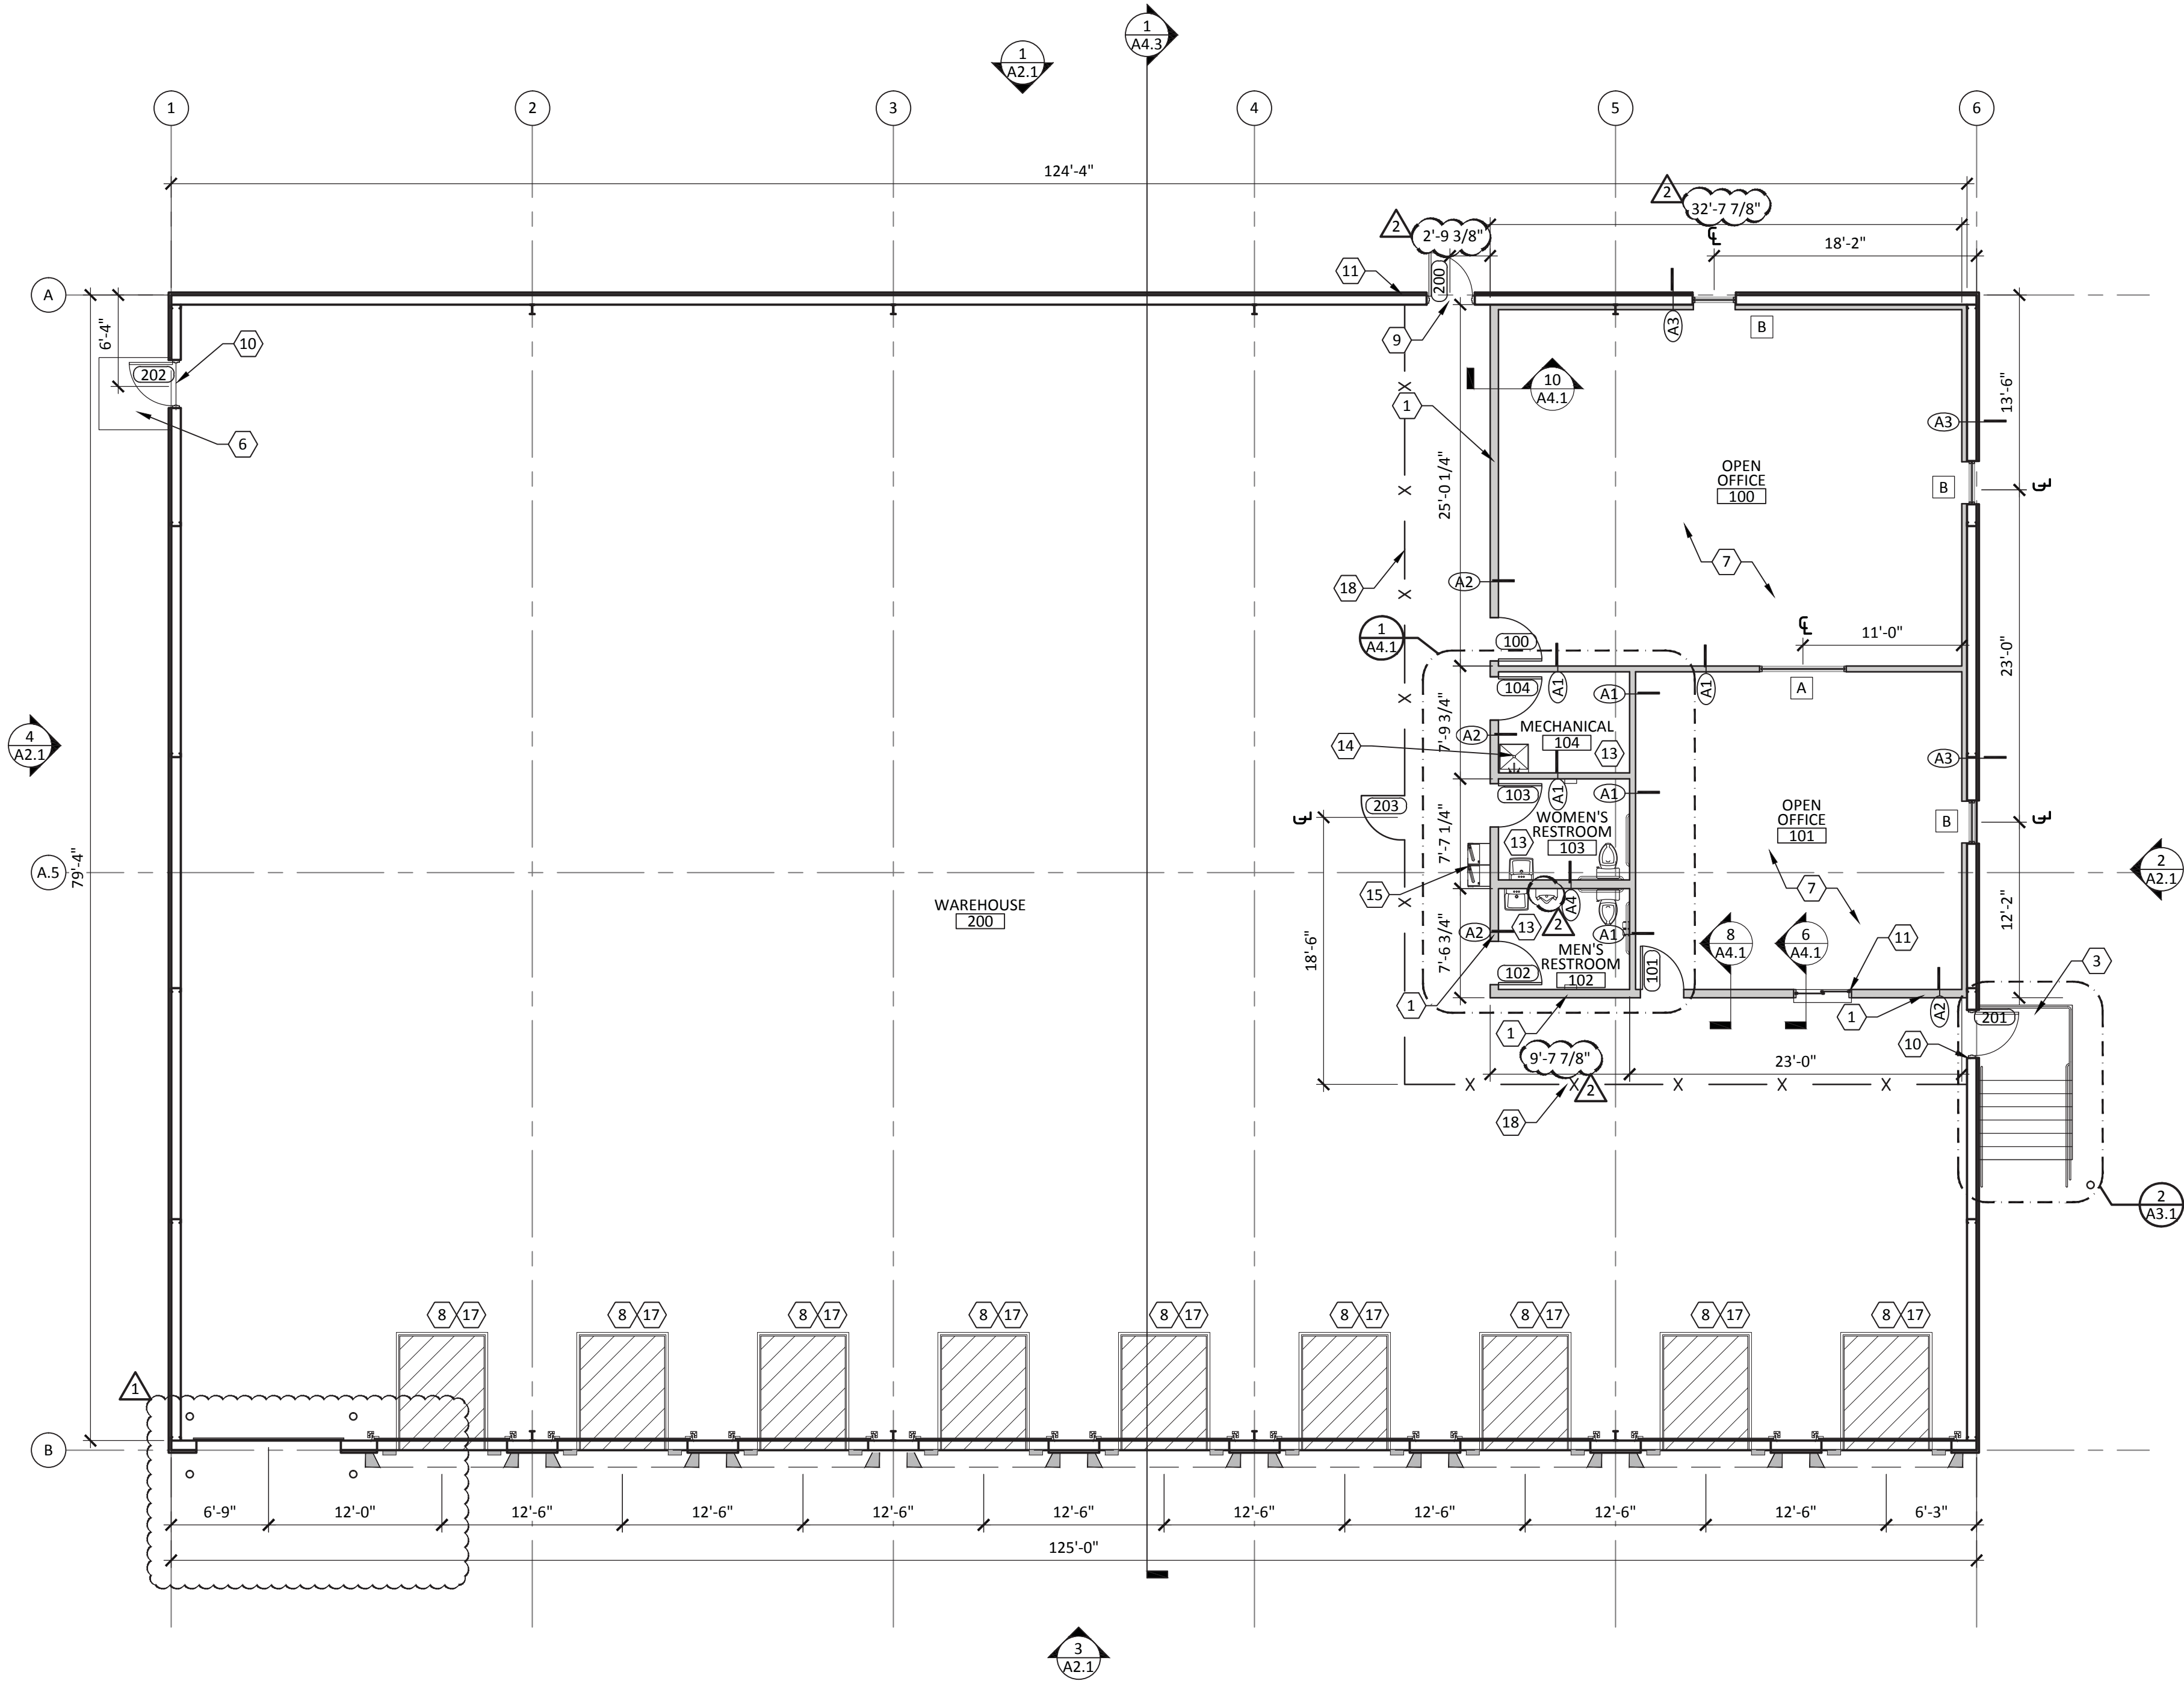 1
A4.3
1
A2.1
1
2
3
4
5
6
124'-4"
2
32'-7 7/8"
2
2'-9 3/8"
18'-2"
11
200
A
6'-4"
10
202
6
9
A3
B
10
A4.1
1
13'-6"
A3
OPEN
OFFICE
100
B
25'-0 1/4"
7
A2
18
1
A4.1
100
11'-0"
23'-0"
104
A1
A1
A1
A
MECHANICAL
104
13
A2
7'-9 3/4"
14
4
A2.1
A3
103
A1
A1
203
WOMEN'S
RESTROOM
103
13
7'-7 1/4"
OPEN
OFFICE
101
B
A.5
79'-4"
2
A2.1
15
7
WAREHOUSE
200
A4
13
2
A2
A1
12'-2"
8
A4.1
6
A4.1
11
3
18'-6"
7'-6 3/4"
MEN'S
RESTROOM
102
102
101
1
1
1
A2
201
10
9'-7 7/8"
23'-0"
X
X
X
X
X
X
X
X
X
X
X
2
18
2
A3.1
8
17
8
17
8
17
8
17
8
17
8
17
8
17
8
17
8
17
1
B
6'-9"
12'-0"
12'-6"
12'-6"
12'-6"
12'-6"
12'-6"
12'-6"
12'-6"
12'-6"
6'-3"
125'-0"
3
A2.1